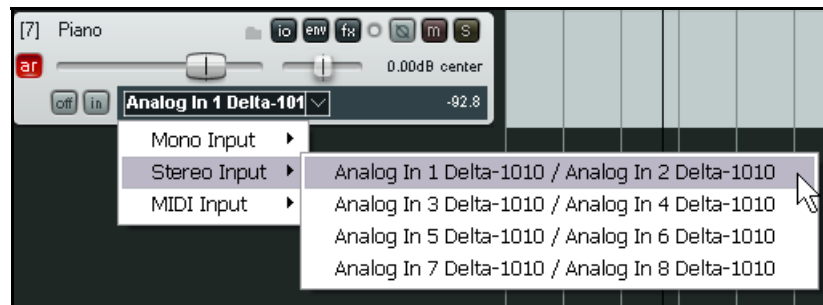 [7] Piano io env fx m S
ar 0.00dB center
off in Analog In 1 Delta-101 -92.8
Mono Input
Stereo Input
MIDI Input
Analog In 1 Delta-1010 / Analog In 2 Delta-1010
Analog In 3 Delta-1010 / Analog In 4 Delta-1010
Analog In 5 Delta-1010 / Analog In 6 Delta-1010
Analog In 7 Delta-1010 / Analog In 8 Delta-1010